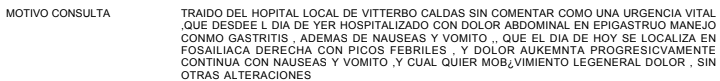 MOTIVO CONSULTA TRAIDO DEL HOPITAL LOCAL DE VITTERBO CALDAS SIN COMENTAR COMO UNA URGENCIA VITAL
,QUE DESDEE L DIA DE YER HOSPITALIZADO CON DOLOR ABDOMINAL EN EPIGASTRUO MANEJO
CONMO GASTRITIS , ADEMAS DE NAUSEAS Y VOMITO ,, QUE EL DIA DE HOY SE LOCALIZA EN
FOSAILIACA DERECHA CON PICOS FEBRILES , Y DOLOR AUKEMNTA PROGRESICVAMENTE
CONTINUA CON NAUSEAS Y VOMITO ,Y CUAL QUIER MOB¿VIMIENTO LEGENERAL DOLOR , SIN
OTRAS ALTERACIONES